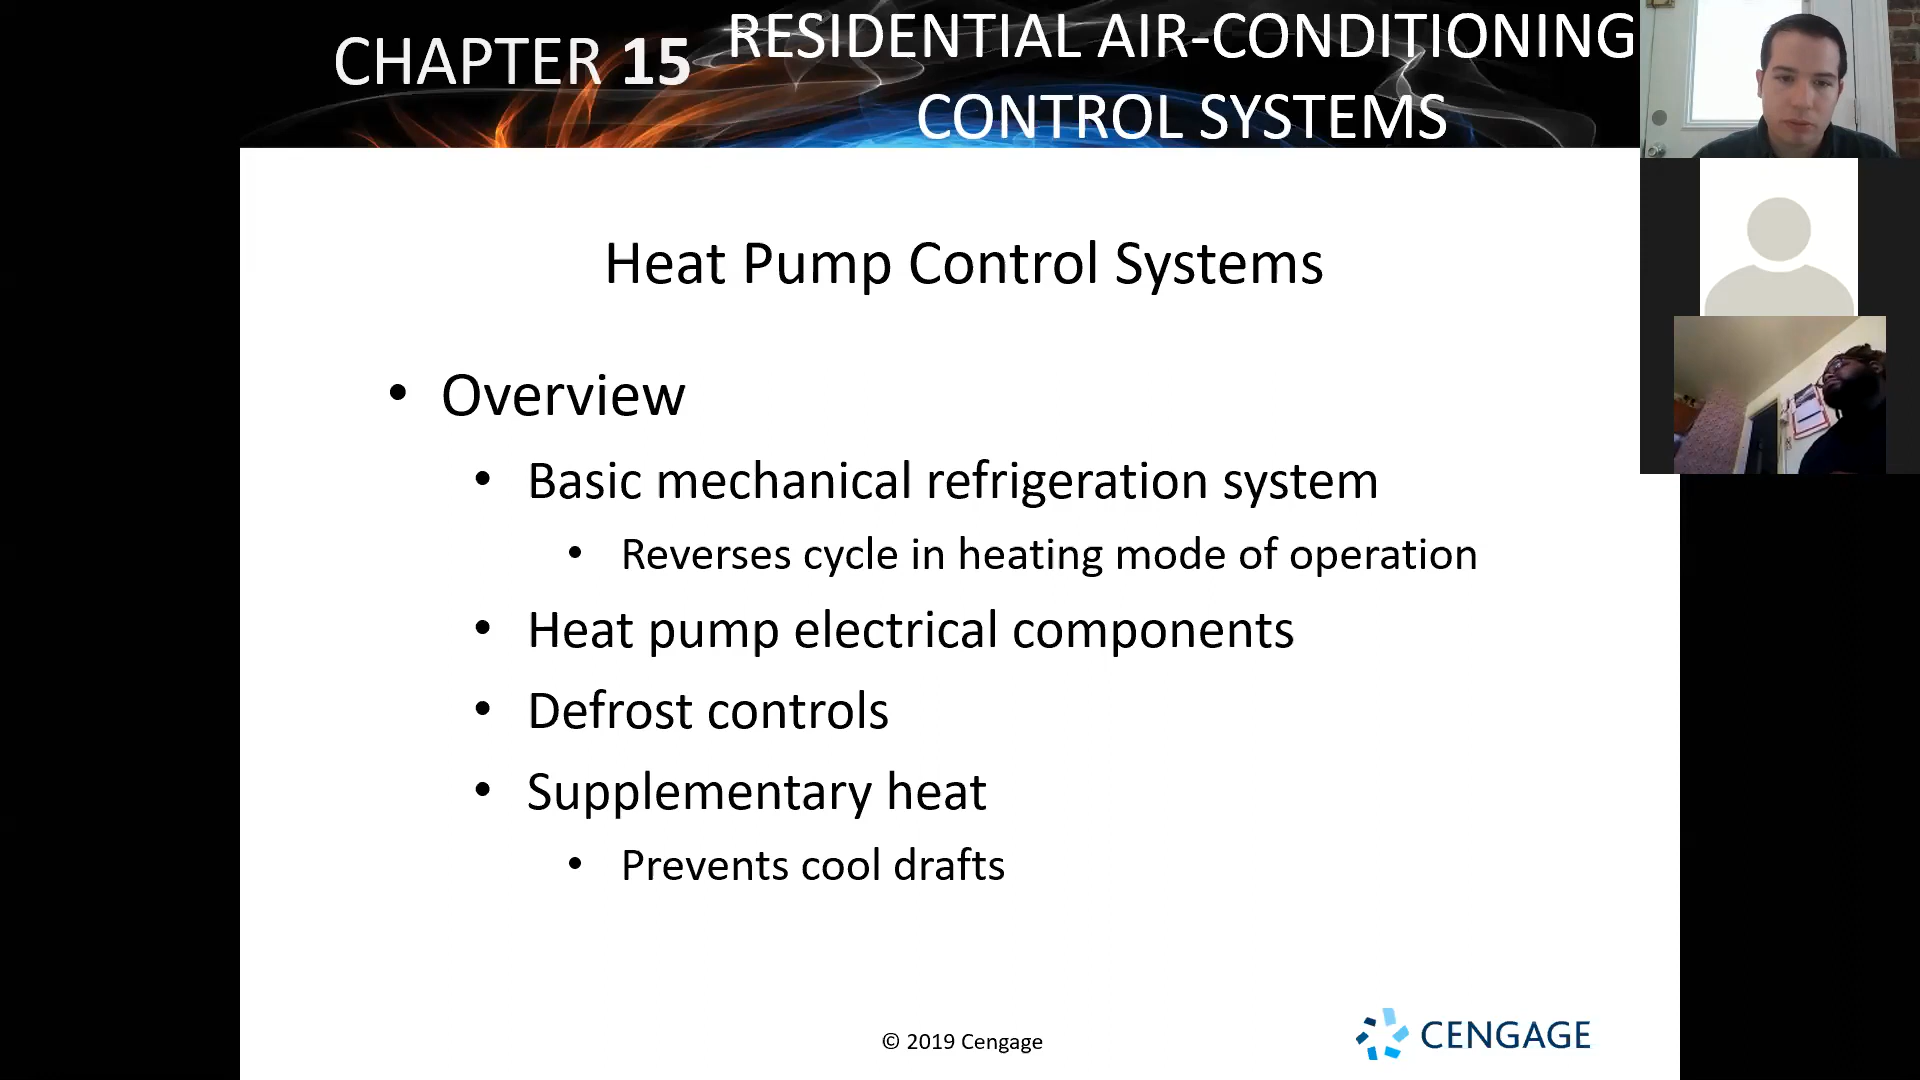 CHAPTER 15
RESIDENTIAL AIR-CONDITIONING
CONTROL SYSTEMS
Heat Pump Control Systems
• Overview
• Basic mechanical refrigeration system
• Reverses cycle in heating mode of operation
• Heat pump electrical components
• Defrost controls
• Supplementary heat
• Prevents cool drafts
© 2019 Cengage
CENGAGE